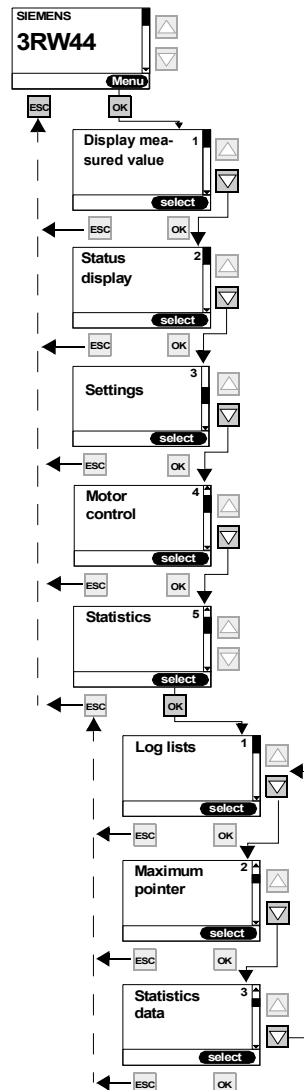 SIEMENS
3RW44
Menu
ESC
OK
Display mea-
sured value
1
select
ESC
OK
Status
display
2
select
ESC
OK
Settings
3
select
ESC
OK
Motor
control
4
select
ESC
OK
Statistics
5
select
ESC
OK
Log lists
1
select
ESC
OK
Maximum
pointer
2
select
ESC
OK
Statistics
data
3
select
ESC
OK